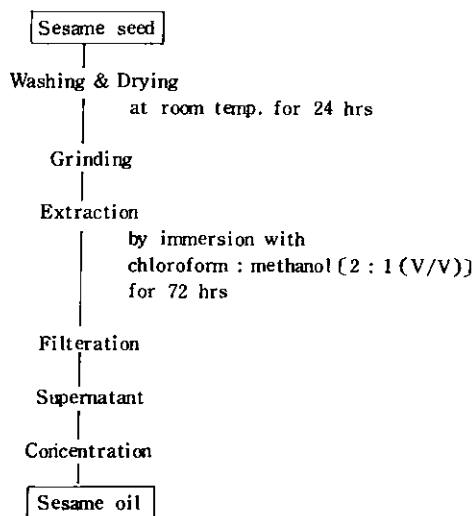 Sesame seed
Washing & Drying
at room temp. for 24 hrs
Grinding
Extraction
by immersion with
chloroform : methanol [2 : 1 (V/V)]
for 72 hrs
Filteration
Supernatant
Concentration
Sesame oil